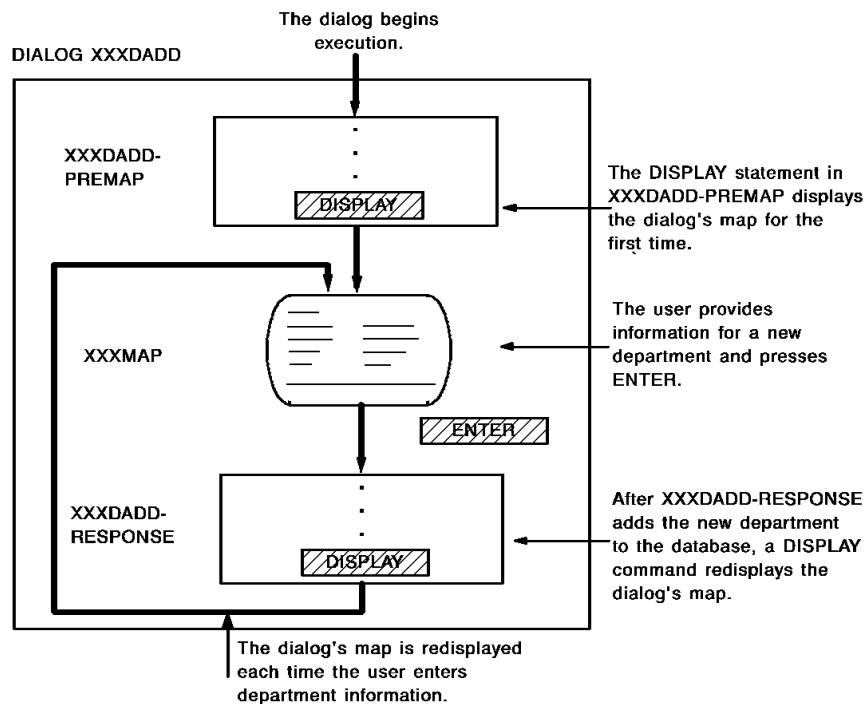 The dialog begins
execution.
DIALOG XXXDADD
XXXDADD-
PREMAP
DISPLAY
The DISPLAY statement in
XXXDADD-PREMAP displays
the dialog's map for the
first time.
XXXMAP
The user provides
information for a new
department and presses
ENTER.
ENTER
XXXDADD-
RESPONSE
DISPLAY
After XXXDADD-RESPONSE
adds the new department
to the database, a DISPLAY
command redisplays the
dialog's map.
The dialog's map is redisplayed
each time the user enters
department information.